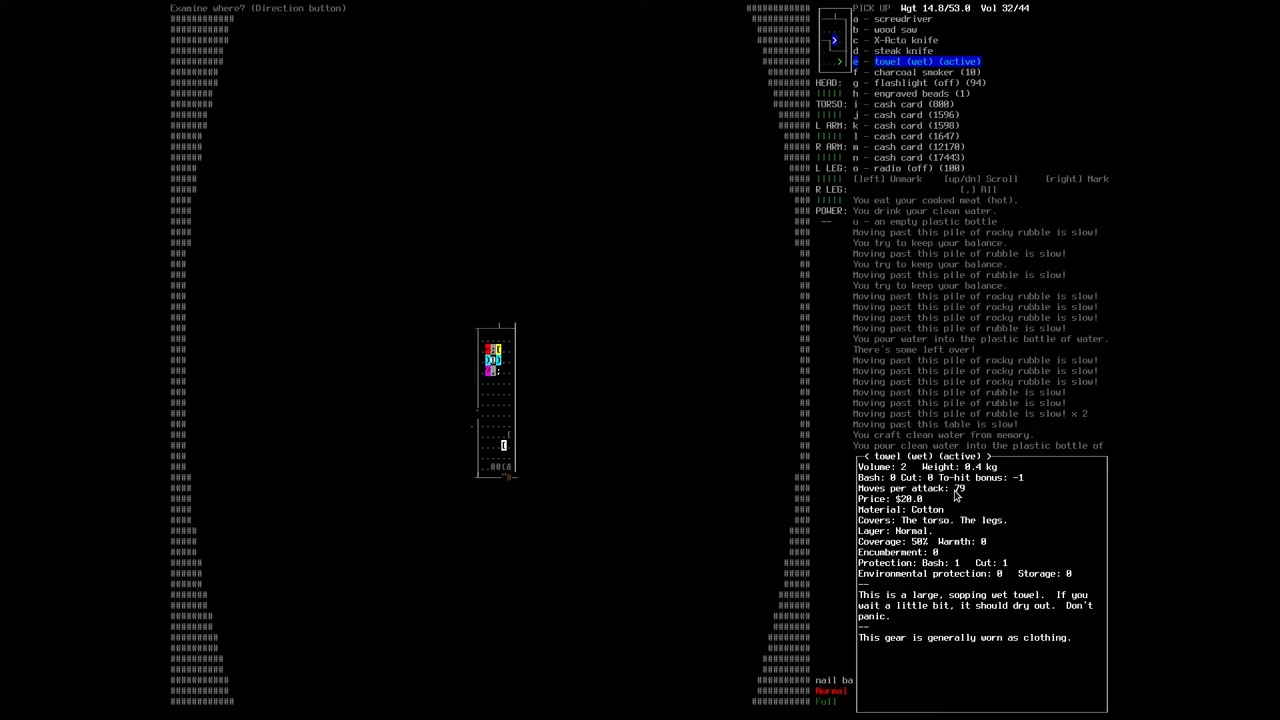 Examine where? (Direction button)
PICK UP Wgt 14.8/53.0 Vol 32/44
a - screwdriver
b - wood saw
c - X-Acto knife
d - steak knife
e - towel (wet) (active)
f - charcoal smoker (10)
HEAD: g - flashlight (off) (94)
h - engraved beads (1)
TORSO: i - cash card (800)
j - cash card (1596)
L ARM: k - cash card (1598)
l - cash card (1647)
R ARM: m - cash card (12170)
n - cash card (17443)
L LEG: o - radio (off) (100)
[left] Unmark [up/dn] Scroll [right] Mark
R LEG: [,] All
You eat your cooked meat (hot).
POWER: You drink your clean water.
-- u - an empty plastic bottle
Moving past this pile of rocky rubble is slow!
You try to keep your balance.
Moving past this pile of rocky rubble is slow!
You try to keep your balance.
Moving past this pile of rocky rubble is slow!
You try to keep your balance.
Moving past this pile of rocky rubble is slow!
Moving past this pile of rocky rubble is slow!
Moving past this pile of rocky rubble is slow!
Moving past this pile of rocky rubble is slow!
You pour water into the plastic bottle of water.
There's some left over!
Moving past this pile of rubble is slow!
Moving past this pile of rubble is slow!
Moving past this pile of rubble is slow!
Moving past this pile of rubble is slow!
Moving past this pile of rubble is slow!
Moving past this pile of rubble is slow! x 2
Moving past this table is slow!
You craft clean water from memory.
You pour clean water into the plastic bottle of
< towel (wet) (active) >
Volume: 2 Weight: 0.4 kg
Bash: 0 Cut: 0 To-hit bonus: -1
Moves per attack: 79
Price: $20.0
Material: Cotton
Covers: The torso. The legs.
Layer: Normal.
Coverage: 50% Warmth: 0
Encumberment: 0
Protection: Bash: 1 Cut: 1
Environmental protection: 0 Storage: 0
--
This is a large, sopping wet towel. If you
wait a little bit, it should dry out. Don't
panic.
--
This gear is generally worn as clothing.
nail ba
Normal
Full